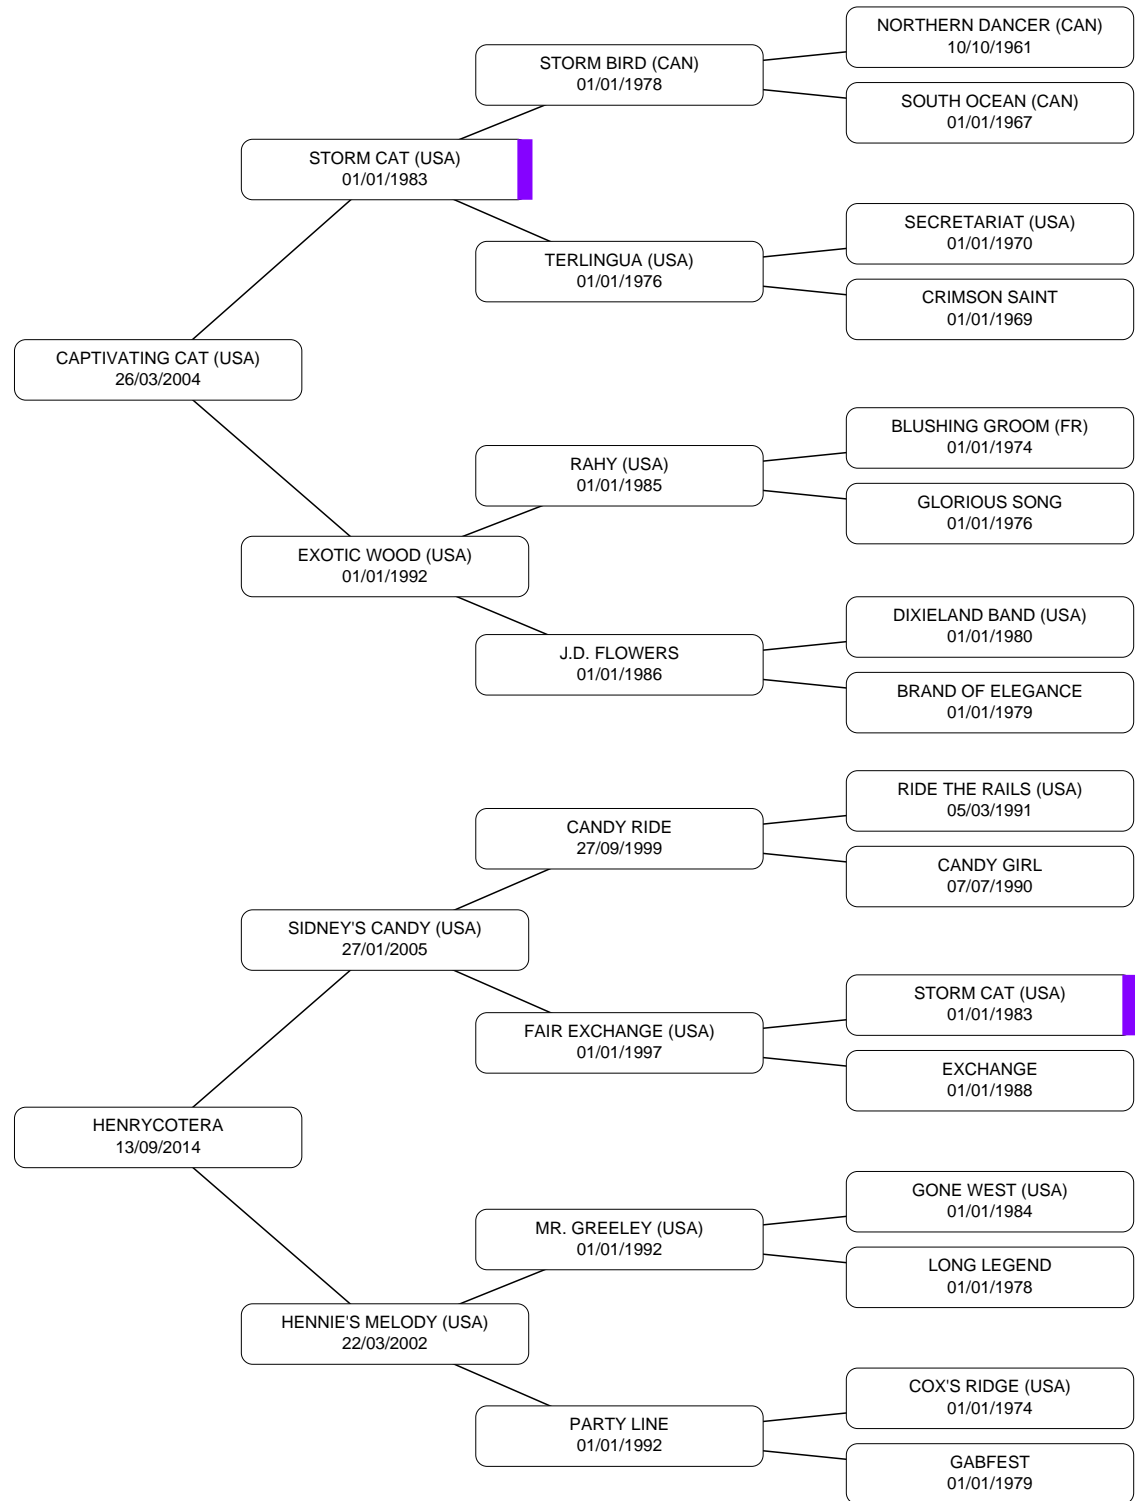 NORTHERN DANCER (CAN)
10/10/1961
STORM BIRD (CAN)
01/01/1978
SOUTH OCEAN (CAN)
01/01/1967
STORM CAT (USA)
01/01/1983
SECRETARIAT (USA)
01/01/1970
TERLINGUA (USA)
01/01/1976
CRIMSON SAINT
01/01/1969
CAPTIVATING CAT (USA)
26/03/2004
BLUSHING GROOM (FR)
01/01/1974
RAHY (USA)
01/01/1985
GLORIOUS SONG
01/01/1976
EXOTIC WOOD (USA)
01/01/1992
DIXIELAND BAND (USA)
01/01/1980
J.D. FLOWERS
01/01/1986
BRAND OF ELEGANCE
01/01/1979
RIDE THE RAILS (USA)
05/03/1991
CANDY RIDE
27/09/1999
CANDY GIRL
07/07/1990
SIDNEY'S CANDY (USA)
27/01/2005
STORM CAT (USA)
01/01/1983
FAIR EXCHANGE (USA)
01/01/1997
EXCHANGE
01/01/1988
HENRYCOTERA
13/09/2014
GONE WEST (USA)
01/01/1984
MR. GREELEY (USA)
01/01/1992
LONG LEGEND
01/01/1978
HENNIE'S MELODY (USA)
22/03/2002
COX'S RIDGE (USA)
01/01/1974
PARTY LINE
01/01/1992
GABFEST
01/01/1979